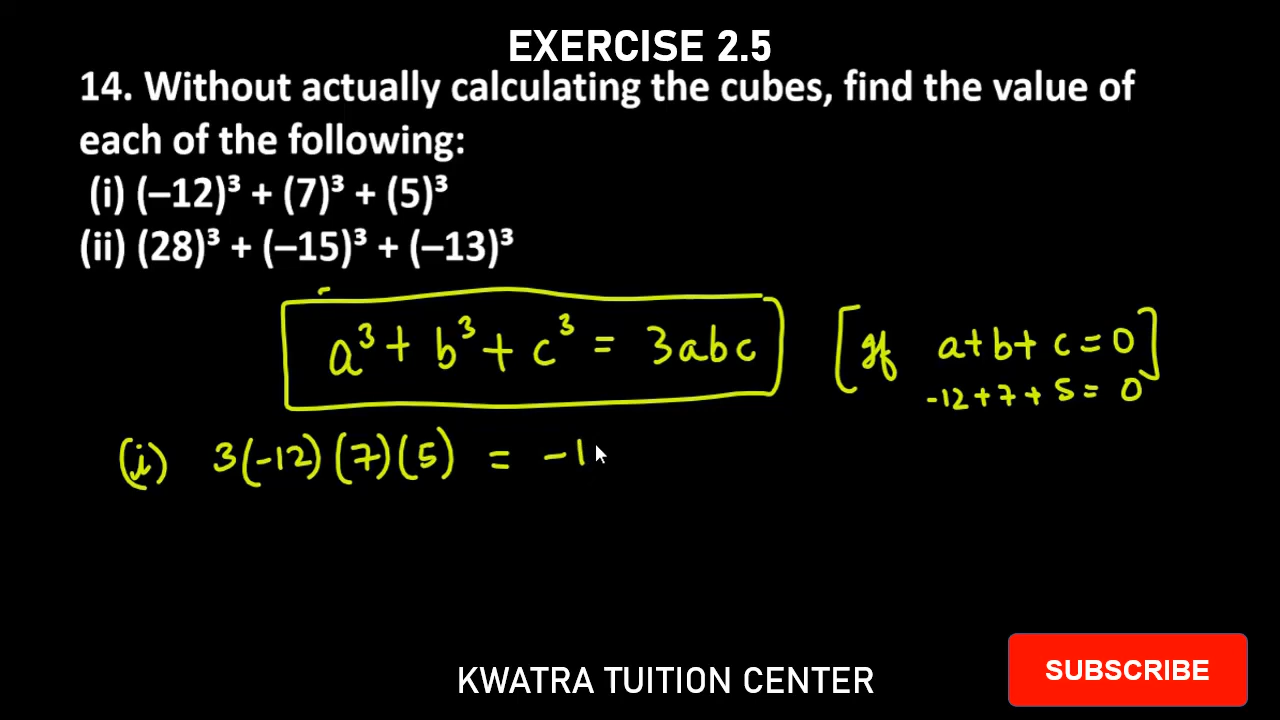 EXERCISE 2.5
14. Without actually calculating the cubes, find the value of
each of the following:
(i) (–12)³ + (7)³ + (5)³
(ii) (28)³ + (–15)³ + (–13)³
a³ + b³ + c³ = 3abc [If a+b+c=0]
-12+7+5=0
(i) 3(-12)(7)(5) = -1
KWATRA TUITION CENTER
SUBSCRIBE